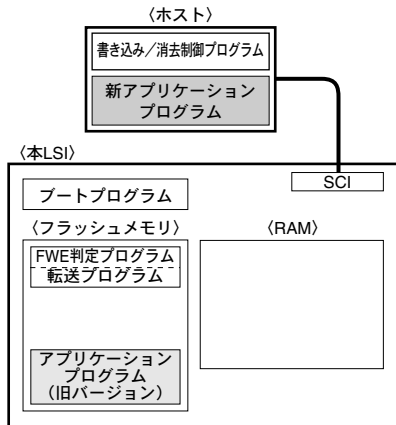 〈ホスト〉
書き込み／消去制御プログラム
新アプリケーション
プログラム
〈本LSI〉
SCI
ブートプログラム
〈フラッシュメモリ〉
〈RAM〉
FWE判定プログラム
転送プログラム
アプリケーション
プログラム
（旧バージョン）